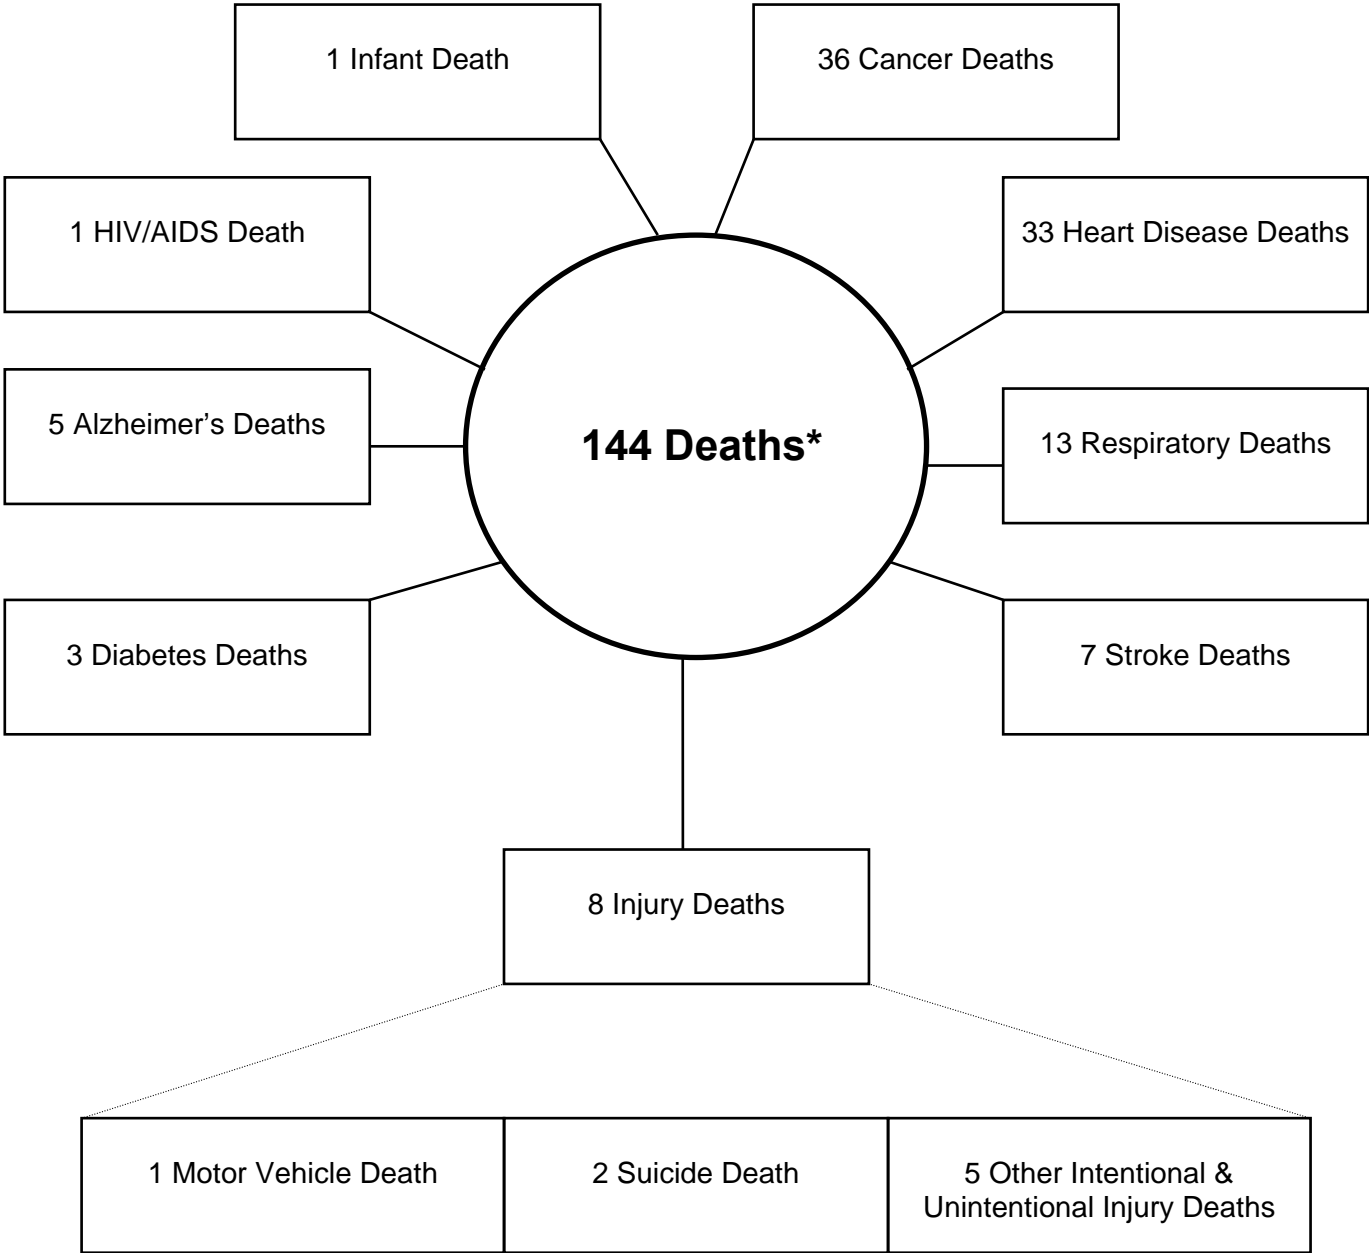 1 Infant Death
36 Cancer Deaths
1 HIV/AIDS Death
33 Heart Disease Deaths
5 Alzheimer’s Deaths
144 Deaths*
13 Respiratory Deaths
3 Diabetes Deaths
7 Stroke Deaths
8 Injury Deaths
1 Motor Vehicle Death
2 Suicide Death
5 Other Intentional &
Unintentional Injury Deaths